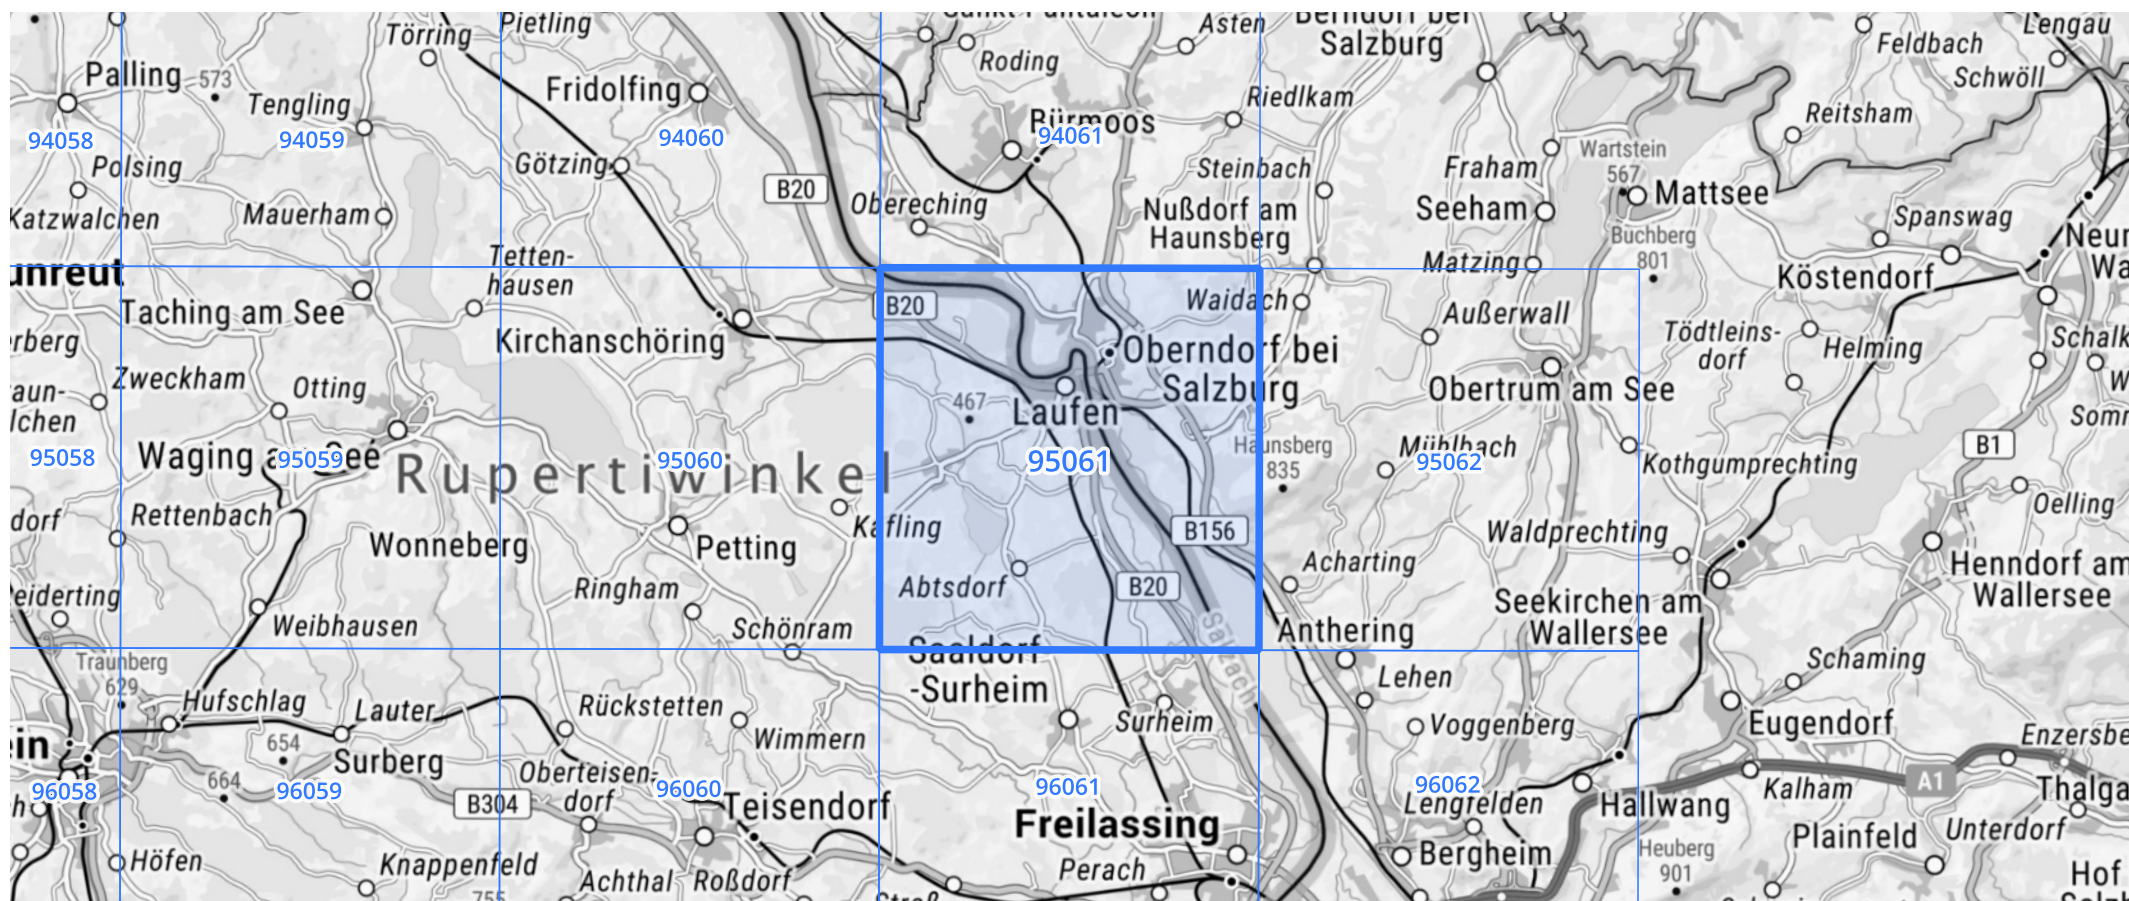 Pietling
Asten
Lengau
Törring
Roding
Salzburg
Feldbach
Palling
573
Fridolfing
Schwöll
Tengling
Riedlkam
Reitsham
94058
94059
94060
Bürmoos
94061
Polsing
Götzing
Steinbach
Fraham
Wartstein
567
B20
Mattsee
Katzwalchen
Mauerham
Obereching
Nußdorf am
Haunsberg
Seeham
Spanswag
Buchberg
801
Tetten-
hausen
Matzing
Köstendorf
Taching am See
B20
Waidach
Außerwall
Tödtleins-
dorf
Kirchanschöring
Oberndorf bei
Salzburg
Helming
Zweckham
Otting
467
Laufen
Obertrum am See
95058
Waging a. See
95059
Rupertiwinkel
95060
95061
Haunsberg
835
Mühlbach
95062
Kothgumprechting
B1
Oelling
Rettenbach
Wonneberg
Petting
Kafling
B156
Waldprechting
Henndorf am
Wallersee
Acharting
Ringham
Abtsdorf
B20
Seekirchen am
Wallersee
Weibhausen
Schönram
Salzach
Anthering
Traunberg
629
Saaldorf
-Surheim
Schaming
Lehen
Hufschlag
Lauter
Rückstetten
Surheim
Voggenberg
Eugendorf
654
Surberg
Wimmern
664
96058
96059
Oberteisen-
dorf
96060
96061
96062
Lengfelden
Kalham
A1
B304
Teisendorf
Freilassing
Hallwang
Plainfeld
Unterdorf
Höfen
Knappenfeld
Achthal
Roßdorf
Perach
Bergheim
Heuberg
901
Hof
755